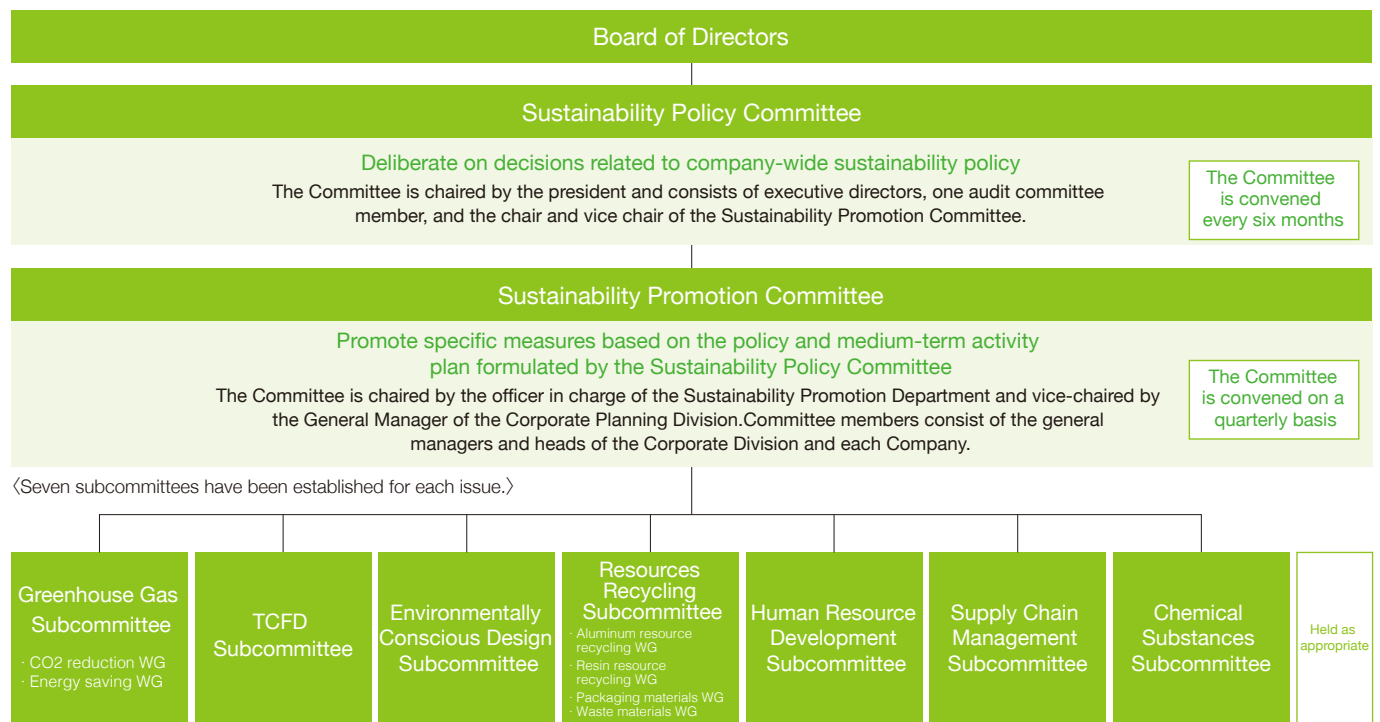 Board of Directors
Sustainability Policy Committee
Deliberate on decisions related to company-wide sustainability policy
The Committee is chaired by the president and consists of executive directors, one audit committee
member, and the chair and vice chair of the Sustainability Promotion Committee.
The Committee
is convened
every six months
Sustainability Promotion Committee
Promote specific measures based on the policy and medium-term activity
plan formulated by the Sustainability Policy Committee
The Committee is chaired by the officer in charge of the Sustainability Promotion Department and vice-chaired by
the General Manager of the Corporate Planning Division.Committee members consist of the general
managers and heads of the Corporate Division and each Company.
The Committee
is convened on a
quarterly basis
〈Seven subcommittees have been established for each issue.〉
Greenhouse Gas
Subcommittee
· CO2 reduction WG
· Energy saving WG
TCFD
Subcommittee
Environmentally
Conscious Design
Subcommittee
Resources
Recycling
Subcommittee
· Aluminum resource
recycling WG
· Resin resource
recycling WG
· Packaging materials WG
· Waste materials WG
Human Resource
Development
Subcommittee
Supply Chain
Management
Subcommittee
Chemical
Substances
Subcommittee
Held as
appropriate